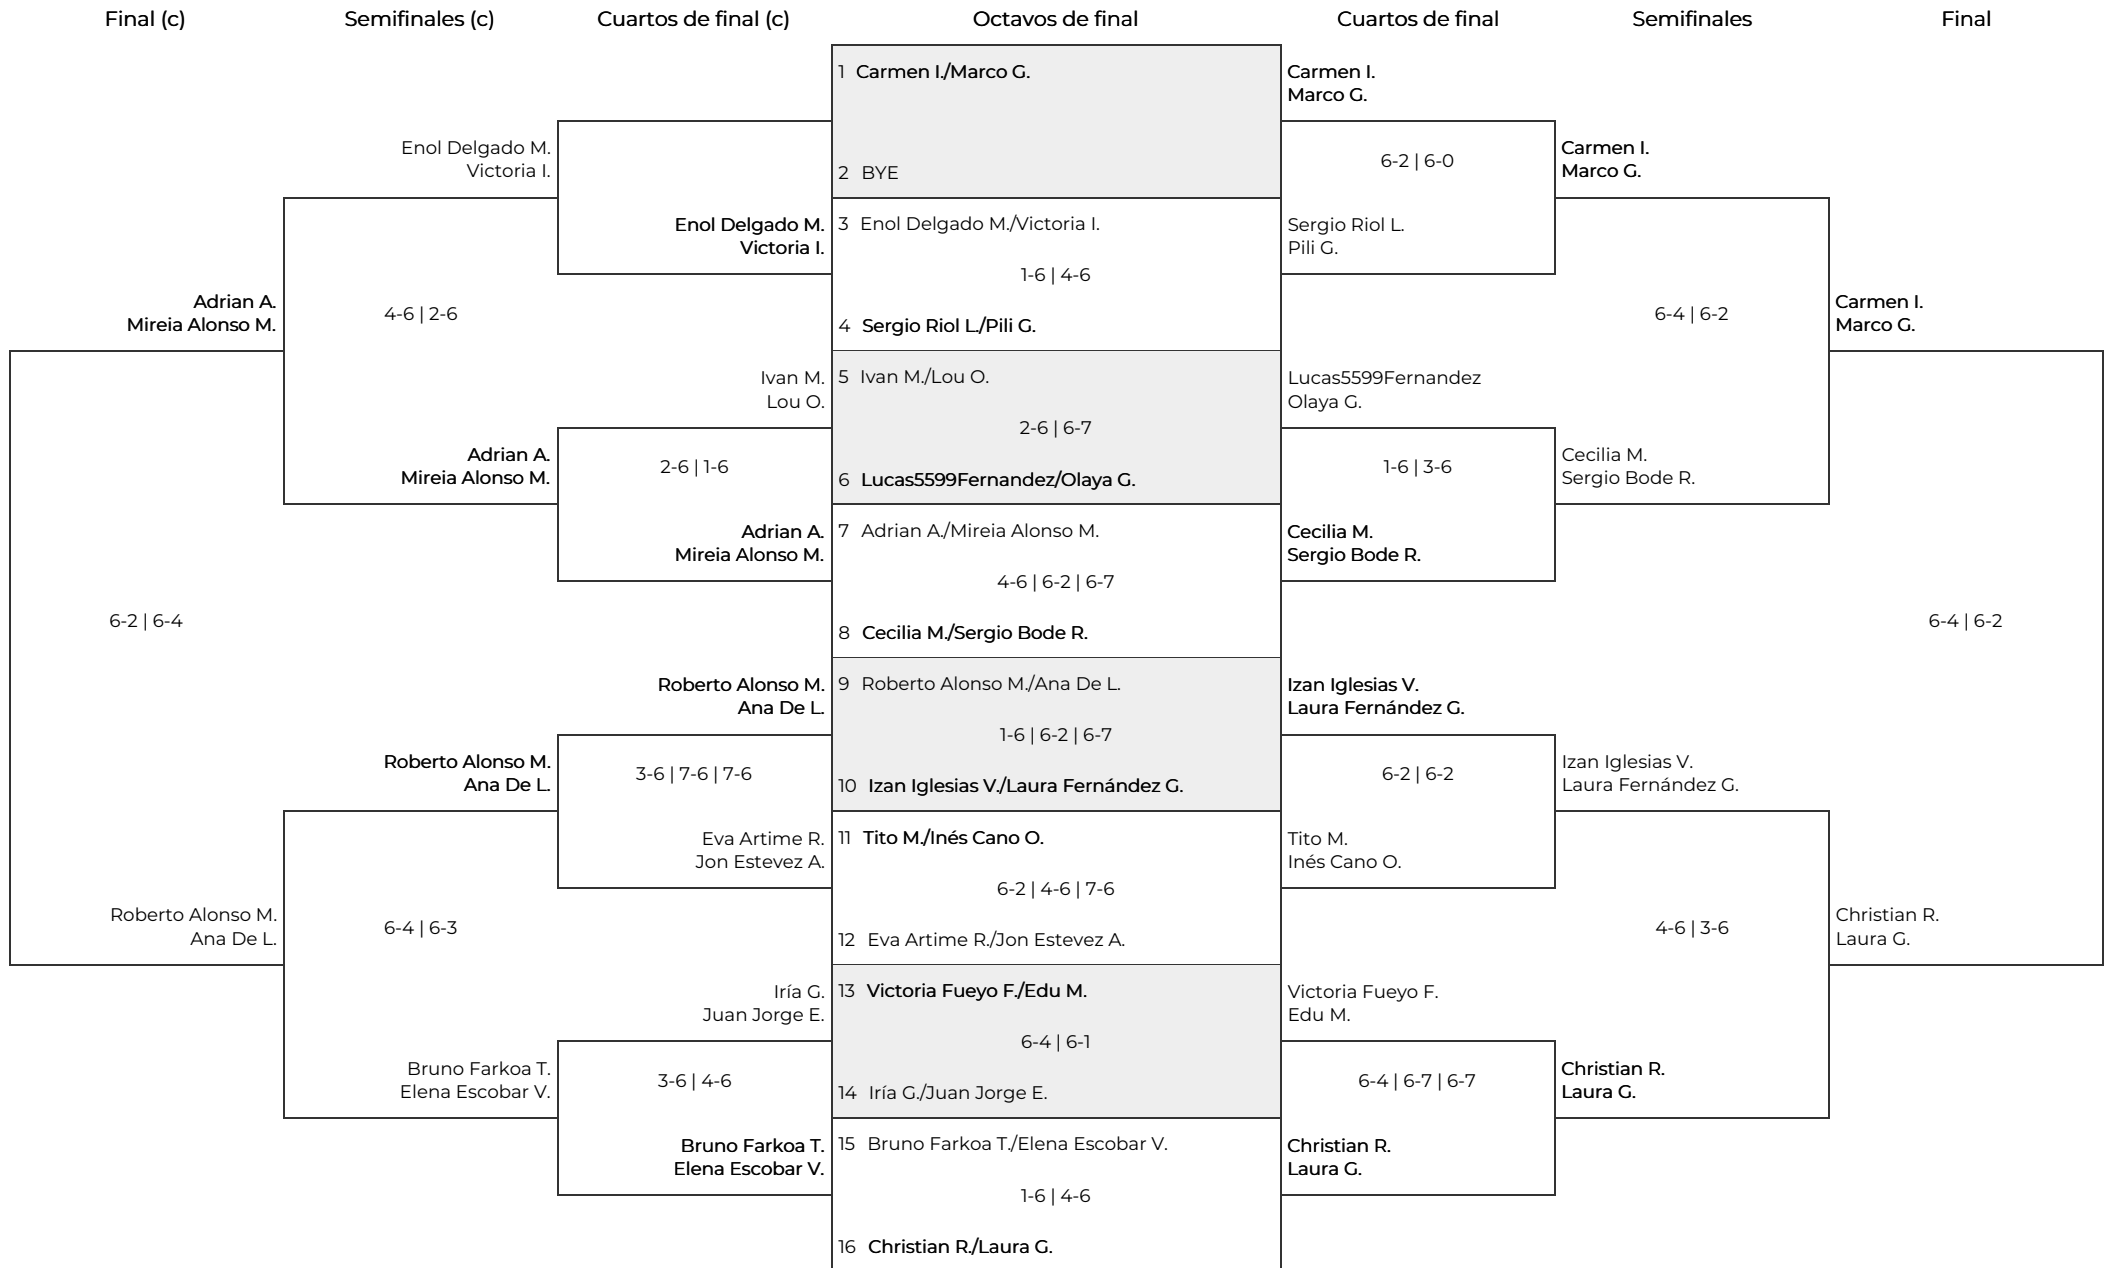 Final (c)
Semifinales (c)
Cuartos de final (c)
Octavos de final
Cuartos de final
Semifinales
Final
Adrian A.
Mireia Alonso M.
6-2 | 6-4
Roberto Alonso M.
Ana De L.
Enol Delgado M.
Victoria I.
4-6 | 2-6
Adrian A.
Mireia Alonso M.
Roberto Alonso M.
Ana De L.
6-4 | 6-3
Bruno Farkoa T.
Elena Escobar V.
Enol Delgado M.
Victoria I.
Ivan M.
Lou O.
2-6 | 1-6
Adrian A.
Mireia Alonso M.
Roberto Alonso M.
Ana De L.
3-6 | 7-6 | 7-6
Eva Artime R.
Jon Estevez A.
Iría G.
Juan Jorge E.
3-6 | 4-6
Bruno Farkoa T.
Elena Escobar V.
1 Carmen I./Marco G.
2 BYE
3 Enol Delgado M./Victoria I.
1-6 | 4-6
4 Sergio Riol L./Pili G.
5 Ivan M./Lou O.
2-6 | 6-7
6 Lucas5599Fernandez/Olaya G.
7 Adrian A./Mireia Alonso M.
4-6 | 6-2 | 6-7
8 Cecilia M./Sergio Bode R.
9 Roberto Alonso M./Ana De L.
1-6 | 6-2 | 6-7
10 Izan Iglesias V./Laura Fernández G.
11 Tito M./Inés Cano O.
6-2 | 4-6 | 7-6
12 Eva Artime R./Jon Estevez A.
13 Victoria Fueyo F./Edu M.
6-4 | 6-1
14 Iría G./Juan Jorge E.
15 Bruno Farkoa T./Elena Escobar V.
1-6 | 4-6
16 Christian R./Laura G.
Carmen I.
Marco G.
6-2 | 6-0
Sergio Riol L.
Pili G.
Lucas5599Fernandez
Olaya G.
1-6 | 3-6
Cecilia M.
Sergio Bode R.
Izan Iglesias V.
Laura Fernández G.
6-2 | 6-2
Tito M.
Inés Cano O.
Victoria Fueyo F.
Edu M.
6-4 | 6-7 | 6-7
Christian R.
Laura G.
Carmen I.
Marco G.
6-4 | 6-2
Cecilia M.
Sergio Bode R.
Izan Iglesias V.
Laura Fernández G.
4-6 | 3-6
Christian R.
Laura G.
Carmen I.
Marco G.
6-4 | 6-2
Christian R.
Laura G.